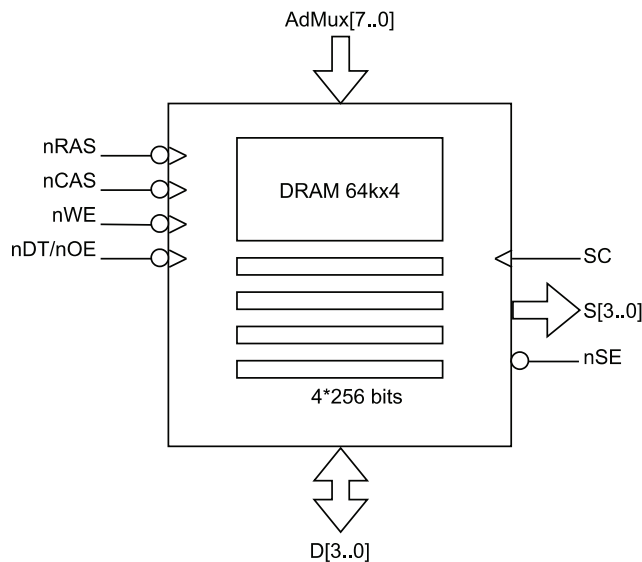 AdMux[7..0]
nRAS
nCAS
nWE
nDT/nOE
DRAM 64kx4
SC
S[3..0]
nSE
4*256 bits
D[3..0]